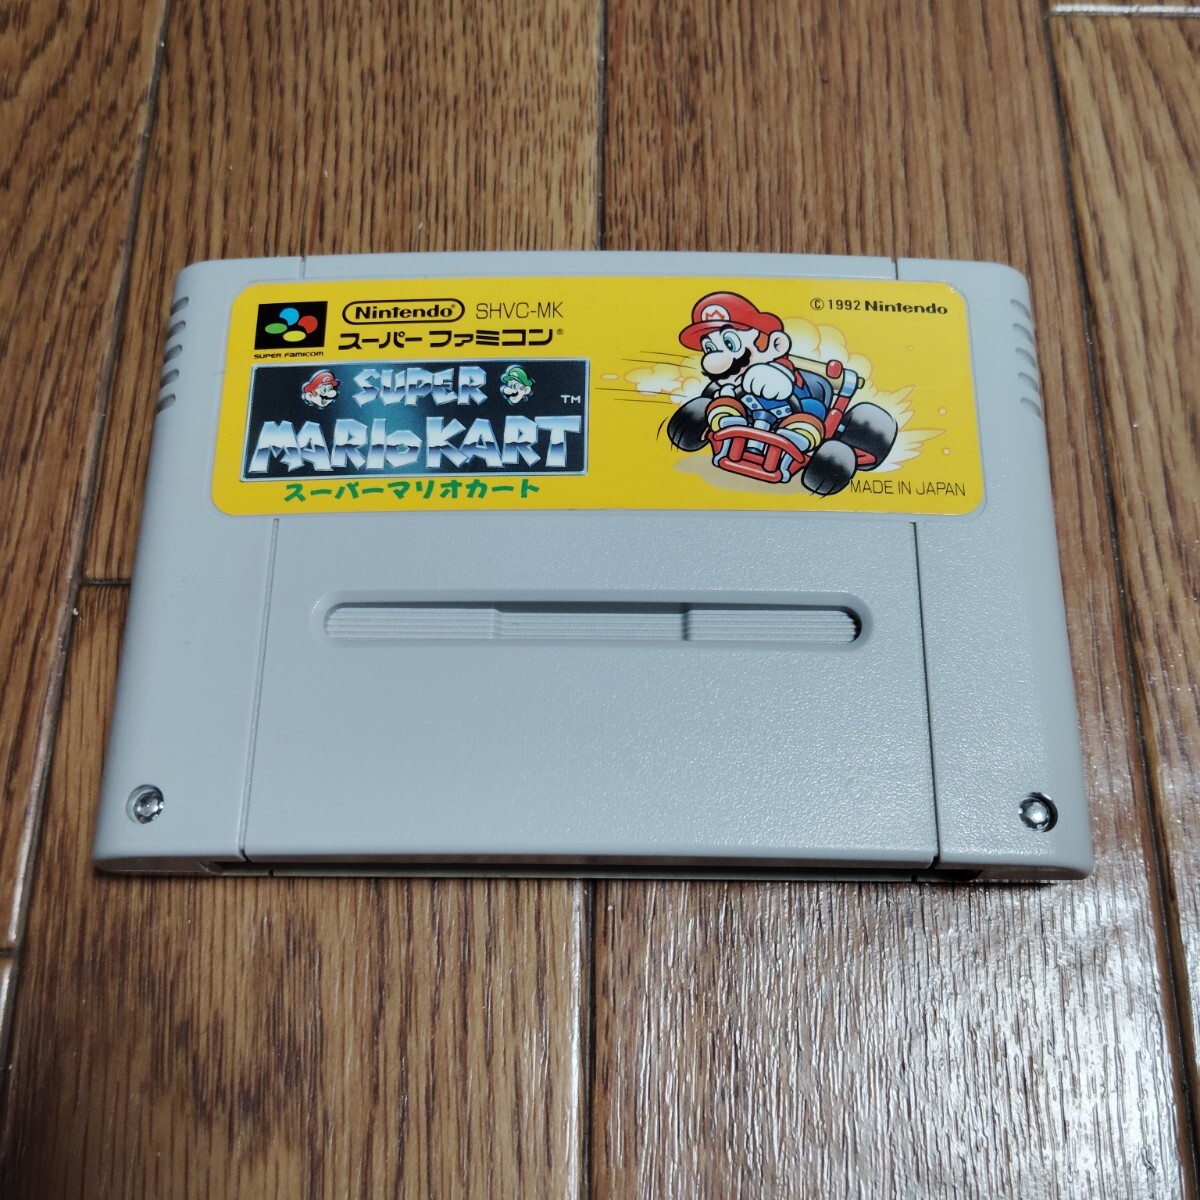 Nintendo® SHVC-MK
スーパーファミコン®
SUPER FAMICOM
SUPER
MARIO KART TM
スーパーマリオカート
M
©1992 Nintendo
MADE IN JAPAN